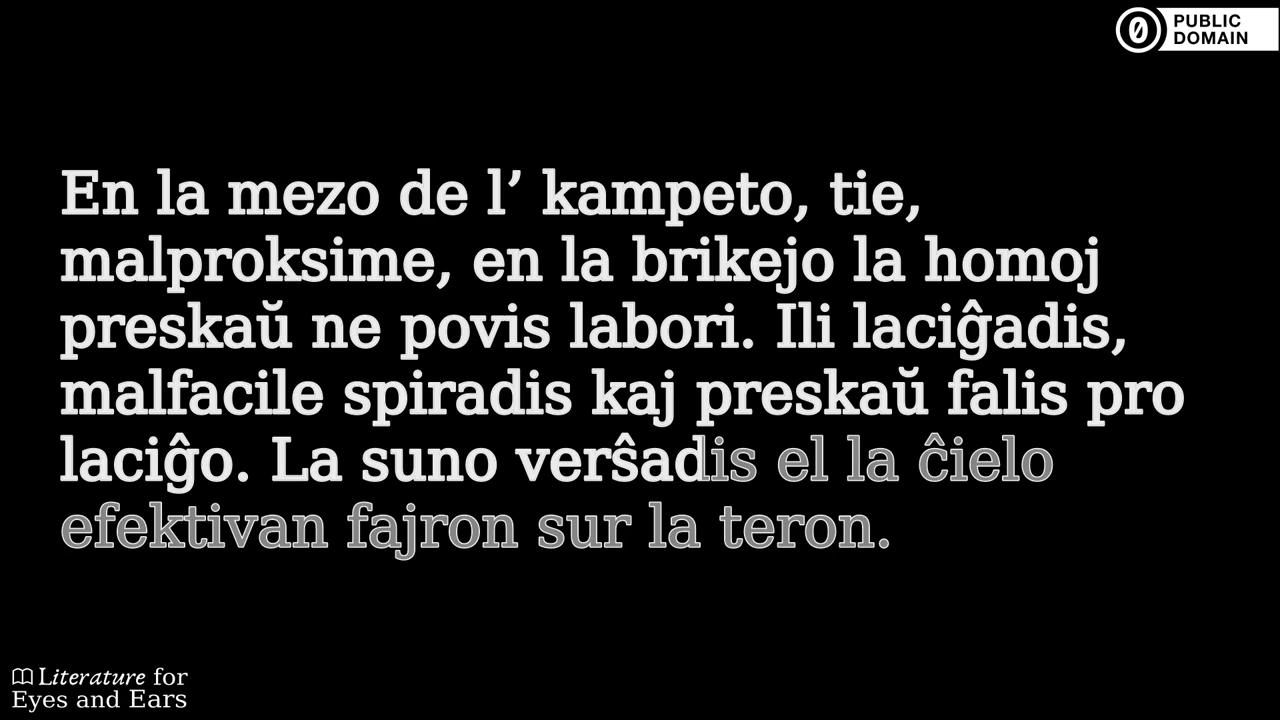 PUBLIC
DOMAIN
En la mezo de l’ kampeto, tie,
malproksime, en la brikejo la homoj
preskaŭ ne povis labori. Ili laciĝadis,
malfacile spiradis kaj preskaŭ falis pro
laciĝo. La suno verŝadis el la ĉielo
efektivan fajron sur la teron.
Literature for
Eyes and Ears